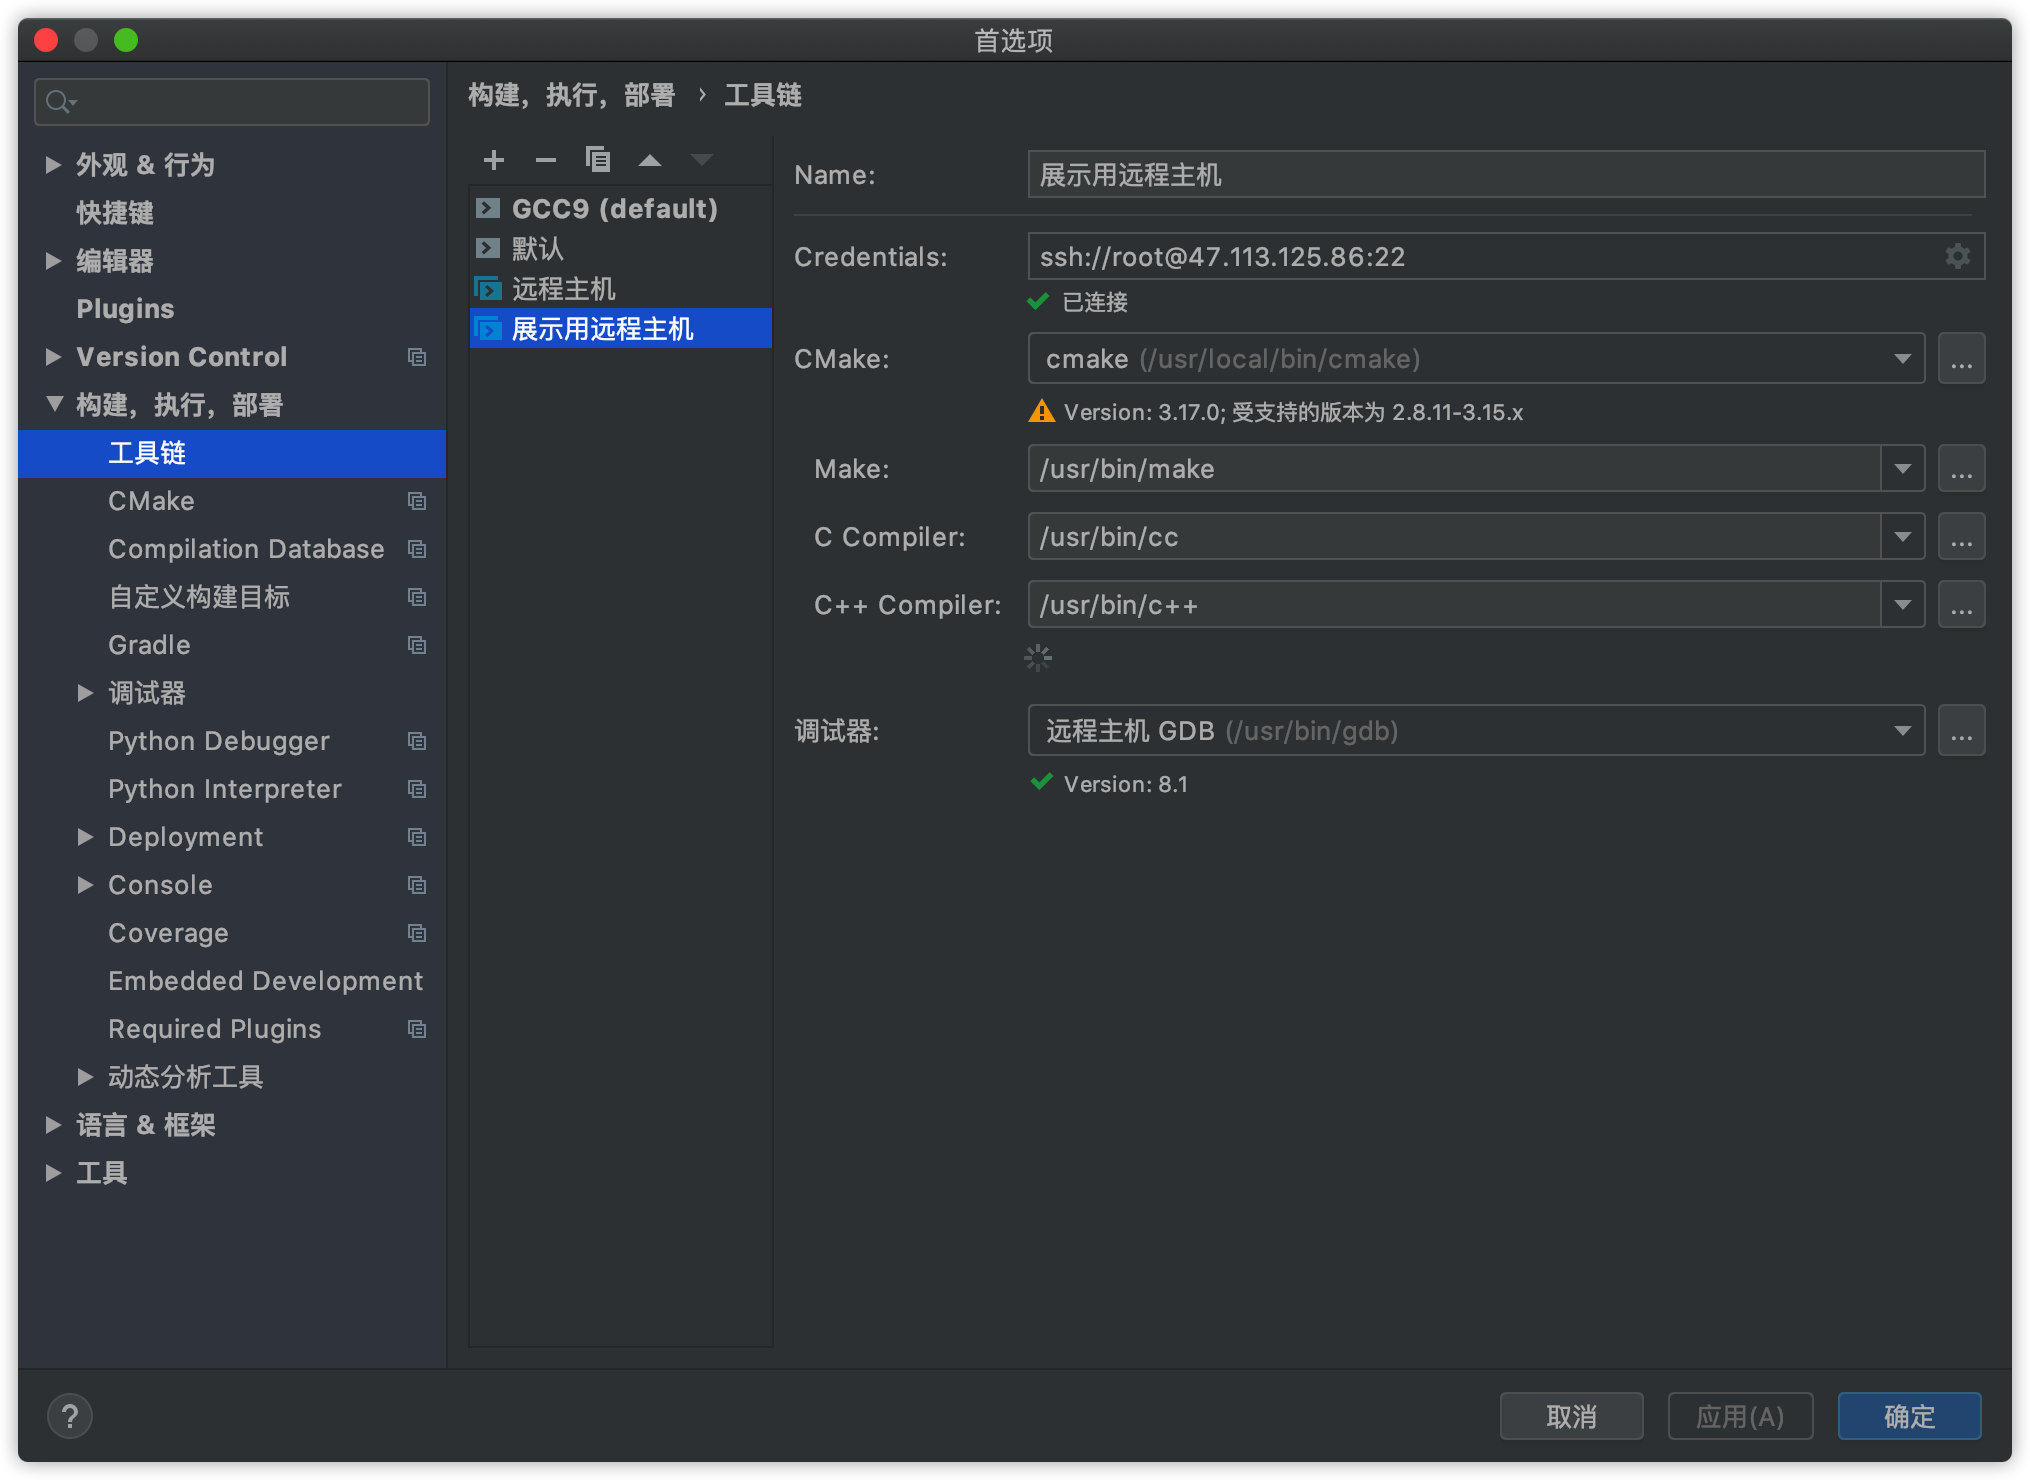 首选项
外观 & 行为
快捷键
编辑器
Plugins
Version Control
构建，执行，部署
工具链
CMake
Compilation Database
自定义构建目标
Gradle
调试器
Python Debugger
Python Interpreter
Deployment
Console
Coverage
Embedded Development
Required Plugins
动态分析工具
语言 & 框架
工具
构建，执行，部署 › 工具链
GCC9 (default)
默认
远程主机
展示用远程主机
Name: 展示用远程主机
Credentials: ssh://root@47.113.125.86:22
已连接
CMake: cmake (/usr/local/bin/cmake) ...
Version: 3.17.0; 受支持的版本为 2.8.11-3.15.x
Make: /usr/bin/make ...
C Compiler: /usr/bin/cc ...
C++ Compiler: /usr/bin/c++ ...
调试器: 远程主机 GDB (/usr/bin/gdb) ...
Version: 8.1
? 取消 应用(A) 确定